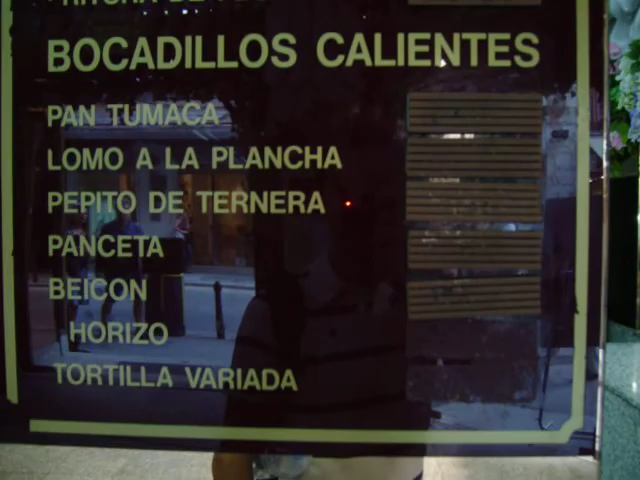 BOCADILLOS CALIENTES
PAN TUMACA
LOMO A LA PLANCHA
PEPITO DE TERNERA
PANCETA
BEICON
HORIZO
TORTILLA VARIADA